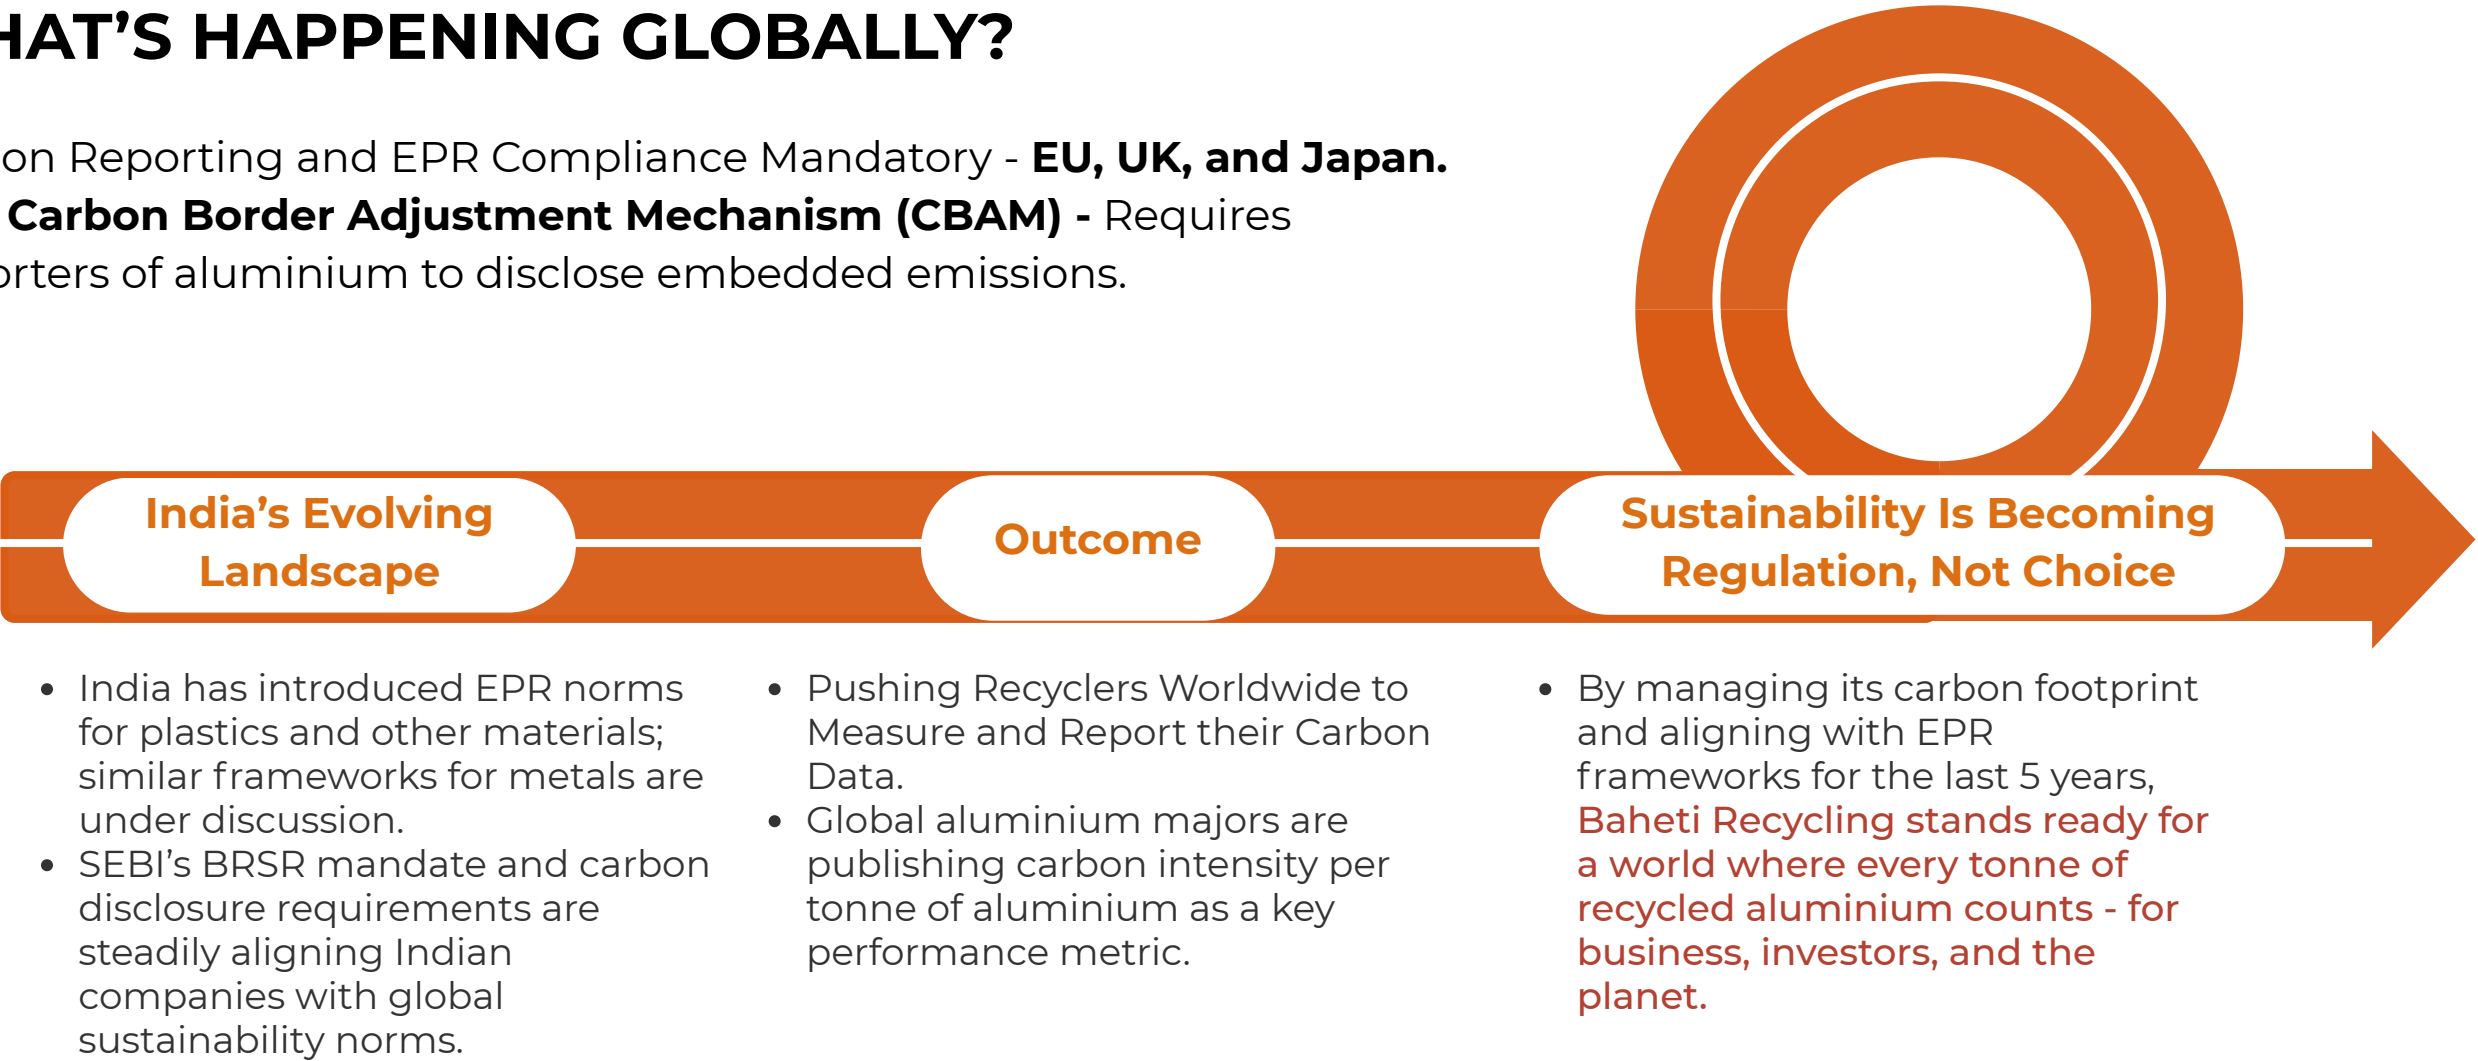 HAT’S HAPPENING GLOBALLY?
on Reporting and EPR Compliance Mandatory - EU, UK, and Japan.
Carbon Border Adjustment Mechanism (CBAM) - Requires
orters of aluminium to disclose embedded emissions.
India’s Evolving
Landscape
• India has introduced EPR norms
for plastics and other materials;
similar frameworks for metals are
under discussion.
• SEBI’s BRSR mandate and carbon
disclosure requirements are
steadily aligning Indian
companies with global
sustainability norms.
Outcome
• Pushing Recyclers Worldwide to
Measure and Report their Carbon
Data.
• Global aluminium majors are
publishing carbon intensity per
tonne of aluminium as a key
performance metric.
Sustainability Is Becoming
Regulation, Not Choice
• By managing its carbon footprint
and aligning with EPR
frameworks for the last 5 years,
Baheti Recycling stands ready for
a world where every tonne of
recycled aluminium counts - for
business, investors, and the
planet.